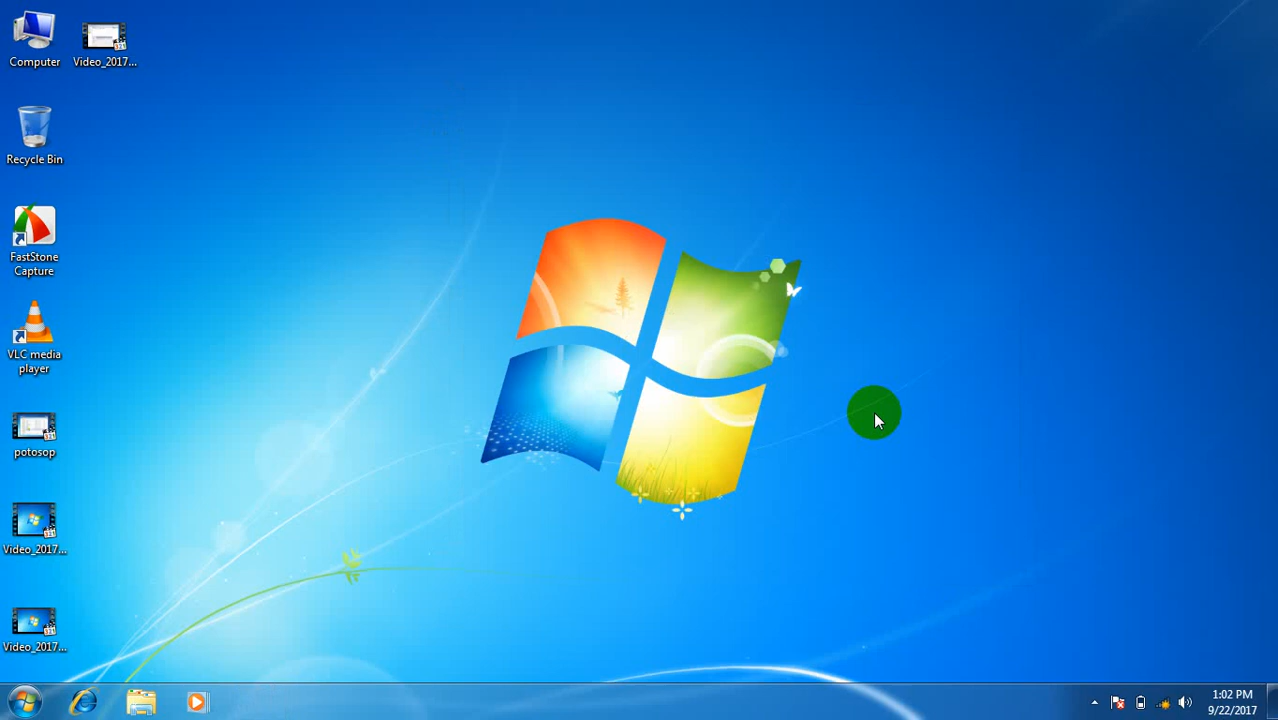 Computer
Video_2017...
Recycle Bin
FastStone
Capture
VLC media
player
potosop
Video_2017...
Video_2017...
1:02 PM
9/22/2017